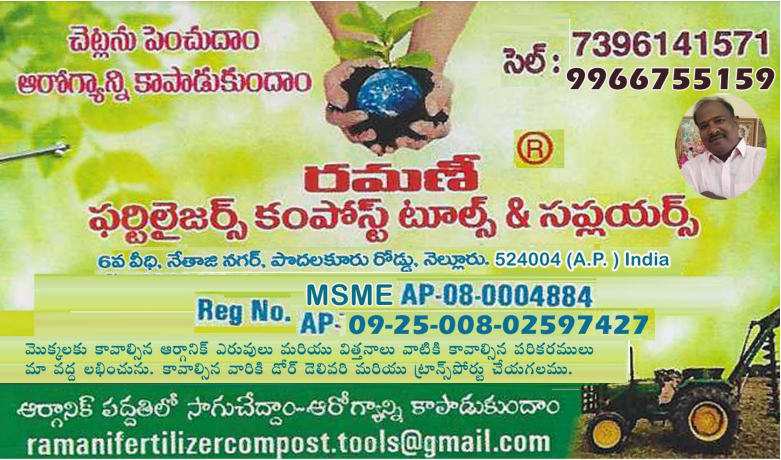 చెట్లను పెంచుదాం
ఆరోగ్యాన్ని కాపాడుకుందాం
సెల్ : 7396141571
9966755159
®
రమణి
ఫర్టిలైజర్స్ కంపోస్ట్ టూల్స్ & సప్లయర్స్
6వ వీధి, నేతాజి నగర్, పొదలకూరు రోడ్డు, నెల్లూరు. 524004 (A.P. ) India
Reg No. MSME AP-08-0004884
AP- 09-25-008-02597427
మొక్కలకు కావాల్సిన ఆర్గానిక్ ఎరువులు మరియు విత్తనాలు వాటికి కావాల్సిన పరికరములు
మా వద్ద లభించును. కావాల్సిన వారికి డోర్ డెలివరి మరియు ట్రాన్స్‌పోర్టు చేయగలము.
ఆర్గానిక్ పద్దతిలో సాగుచేద్దాం-ఆరోగ్యాన్ని కాపాడుకుందాం
ramanifertilizercompost.tools@gmail.com